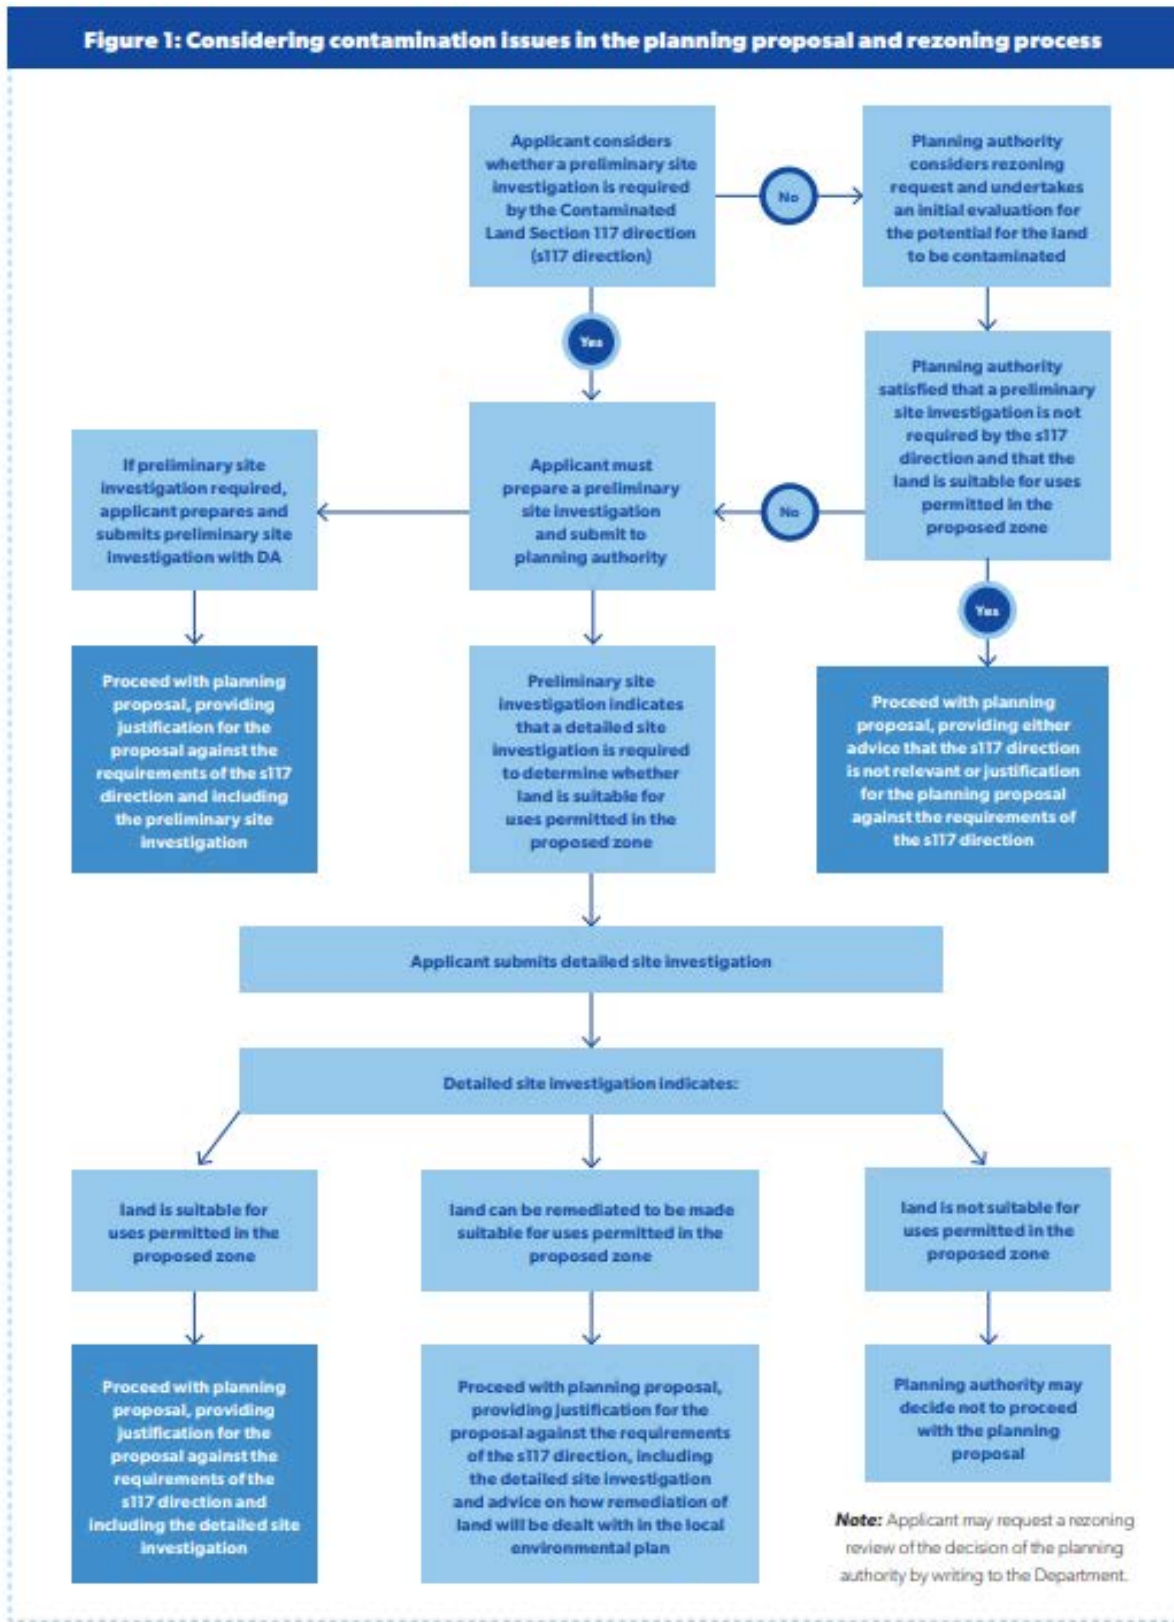 Figure 1: Considering contamination issues in the planning proposal and rezoning process
Applicant considers
whether a preliminary site
investigation is required
by the Contaminated
Land Section 117 direction
(s117 direction)
No
Planning authority
considers rezoning
request and undertakes
an initial evaluation for
the potential for the land
to be contaminated
Yes
Planning authority
satisfied that a preliminary
site investigation is not
required by the s117
direction and that the
land is suitable for uses
permitted in the
proposed zone
If preliminary site
investigation required,
applicant prepares and
submits preliminary site
investigation with DA
Applicant must
prepare a preliminary
site investigation
and submit to
planning authority
No
Yes
Proceed with planning
proposal, providing
justification for the
proposal against the
requirements of the s117
direction and including
the preliminary site
investigation
Preliminary site
investigation indicates
that a detailed site
investigation is required
to determine whether
land is suitable for
uses permitted in the
proposed zone
Proceed with planning
proposal, providing either
advice that the s117 direction
is not relevant or justification
for the planning proposal
against the requirements of
the s117 direction
Applicant submits detailed site investigation
Detailed site investigation indicates:
land is suitable for
uses permitted in the
proposed zone
land can be remediated to be made
suitable for uses permitted in the
proposed zone
land is not suitable for
uses permitted in the
proposed zone
Proceed with planning
proposal, providing
justification for the
proposal against the
requirements of the
s117 direction and
including the detailed site
investigation
Proceed with planning proposal,
providing justification for the
proposal against the requirements
of the s117 direction, including
the detailed site investigation
and advice on how remediation of
land will be dealt with in the local
environmental plan
Planning authority may
decide not to proceed
with the planning
proposal
Note: Applicant may request a rezoning
review of the decision of the planning
authority by writing to the Department.